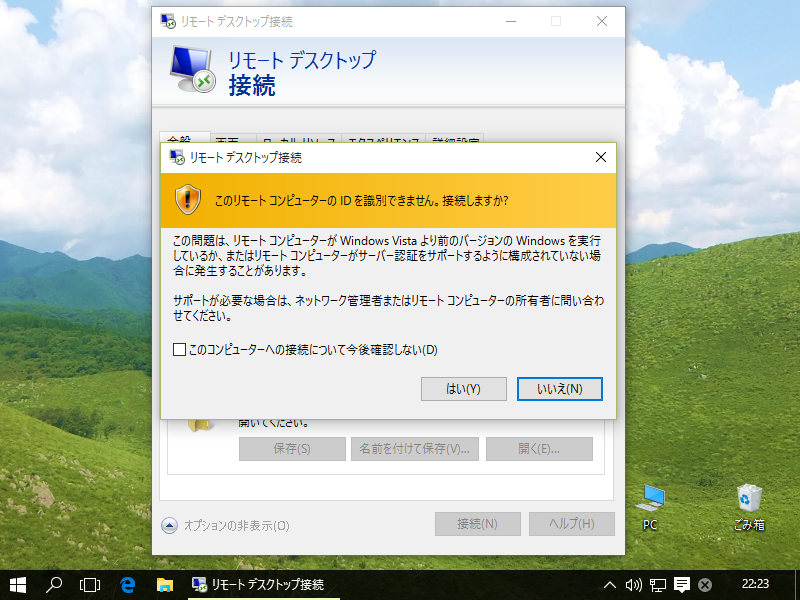 リモート デスクトップ接続
リモート デスクトップ
接続
リモート デスクトップ接続
このリモート コンピューターの ID を識別できません。接続しますか?
この問題は、リモート コンピューターが Windows Vista より前のバージョンの Windows を実行
しているか、またはリモート コンピューターがサーバー認証をサポートするように構成されていない場
合に発生することがあります。
サポートが必要な場合は、ネットワーク管理者またはリモート コンピューターの所有者に問い合わ
せてください。
このコンピューターへの接続について今後確認しない(D)
はい(Y)
いいえ(N)
開いてください。
保存(S)
名前を付けて保存(V)...
開く(E)...
オプションの非表示(O)
接続(N)
ヘルプ(H)
PC
ごみ箱
リモート デスクトップ接続
22:23